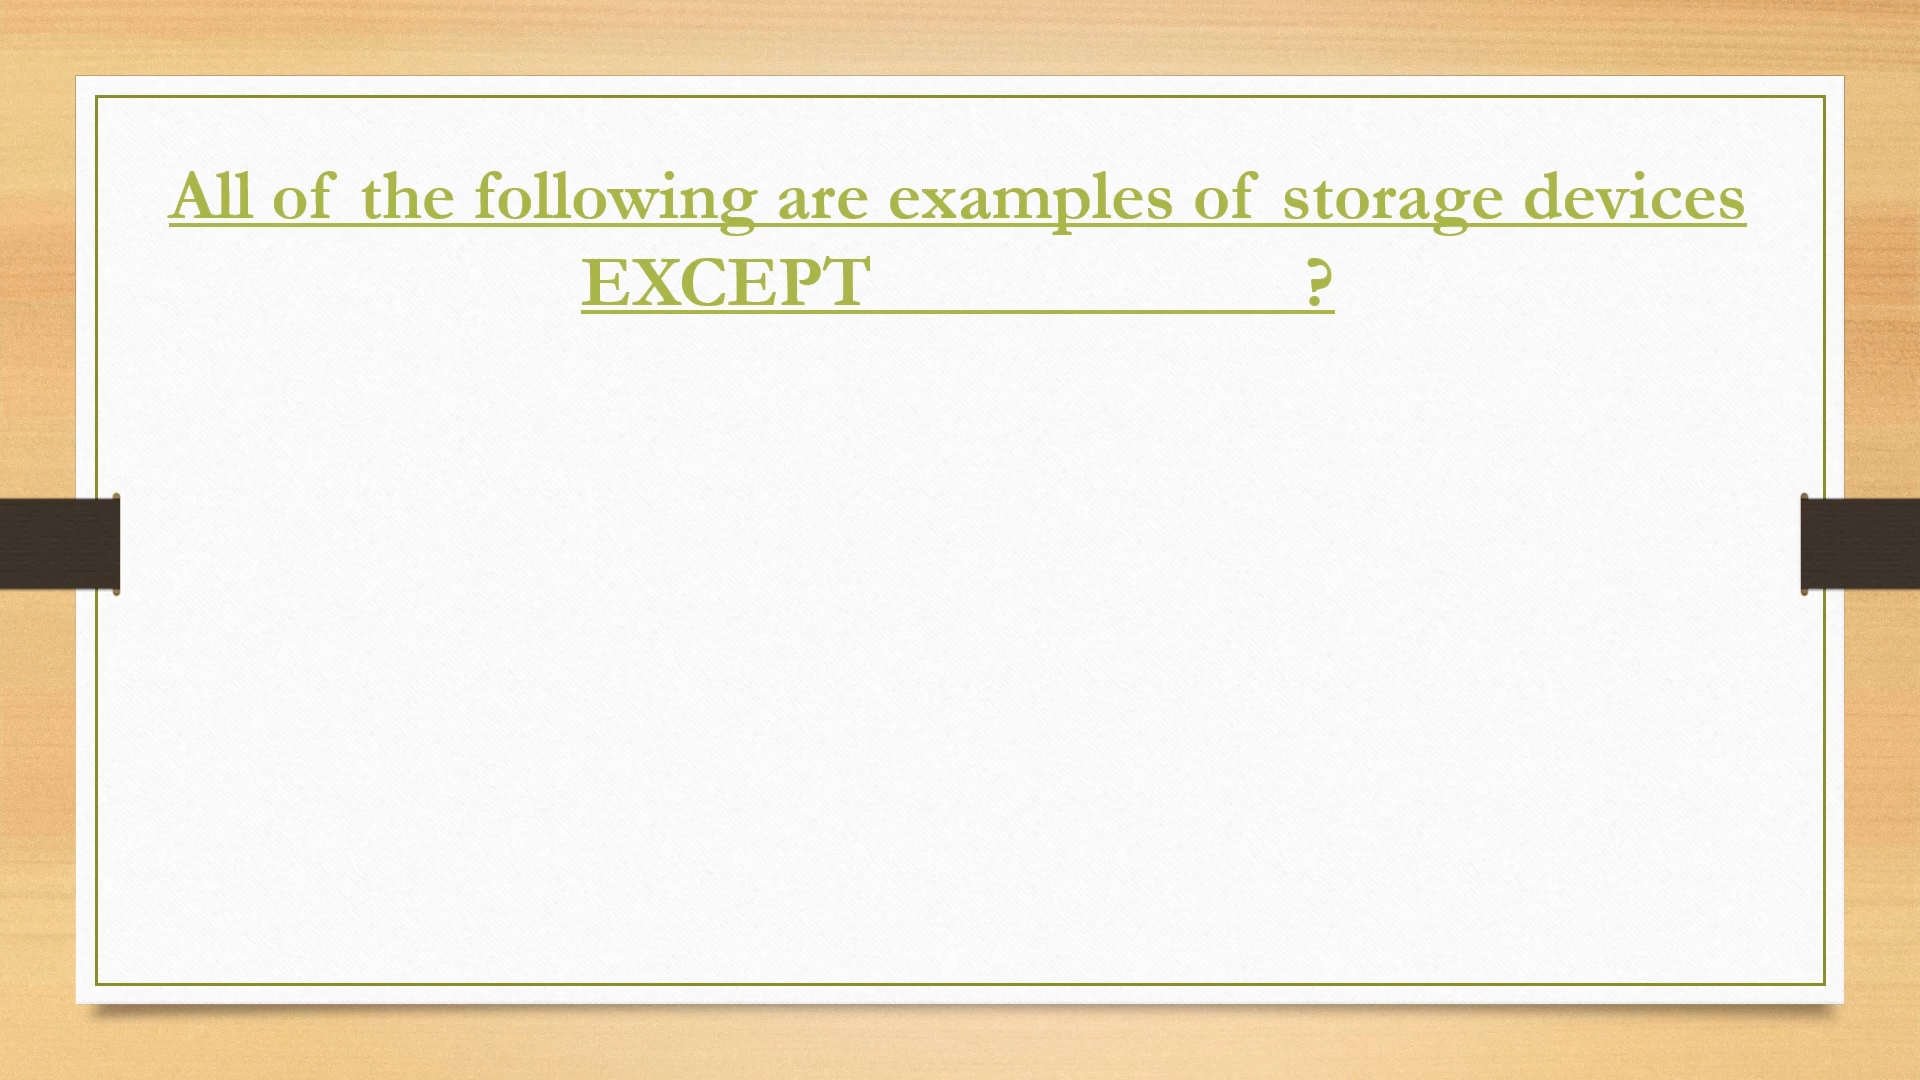 All of the following are examples of storage devices
EXCEPT ?